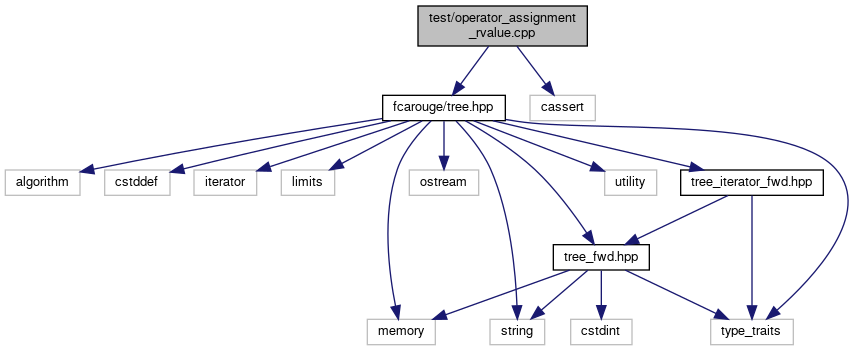 test/operator_assignment
_rvalue.cpp
fcarouge/tree.hpp
cassert
algorithm
cstddef
iterator
limits
ostream
utility
tree_iterator_fwd.hpp
tree_fwd.hpp
memory
string
cstdint
type_traits